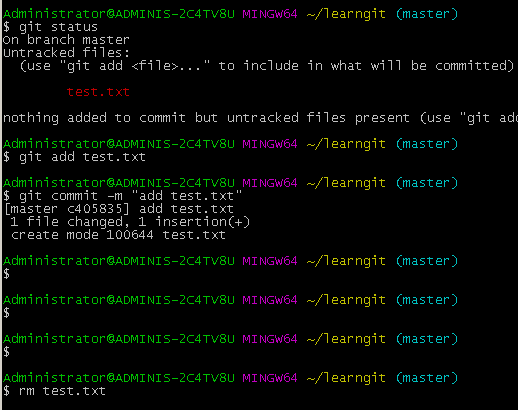 Administrator@ADMINIS-2C4TV8U MINGW64 ~/learngit (master)
$ git status
On branch master
Untracked files:
  (use "git add <file>..." to include in what will be committed)
        test.txt
nothing added to commit but untracked files present (use "git add
Administrator@ADMINIS-2C4TV8U MINGW64 ~/learngit (master)
$ git add test.txt
Administrator@ADMINIS-2C4TV8U MINGW64 ~/learngit (master)
$ git commit -m "add test.txt"
[master c405835] add test.txt
 1 file changed, 1 insertion(+)
 create mode 100644 test.txt
Administrator@ADMINIS-2C4TV8U MINGW64 ~/learngit (master)
$
Administrator@ADMINIS-2C4TV8U MINGW64 ~/learngit (master)
$
Administrator@ADMINIS-2C4TV8U MINGW64 ~/learngit (master)
$
Administrator@ADMINIS-2C4TV8U MINGW64 ~/learngit (master)
$ rm test.txt